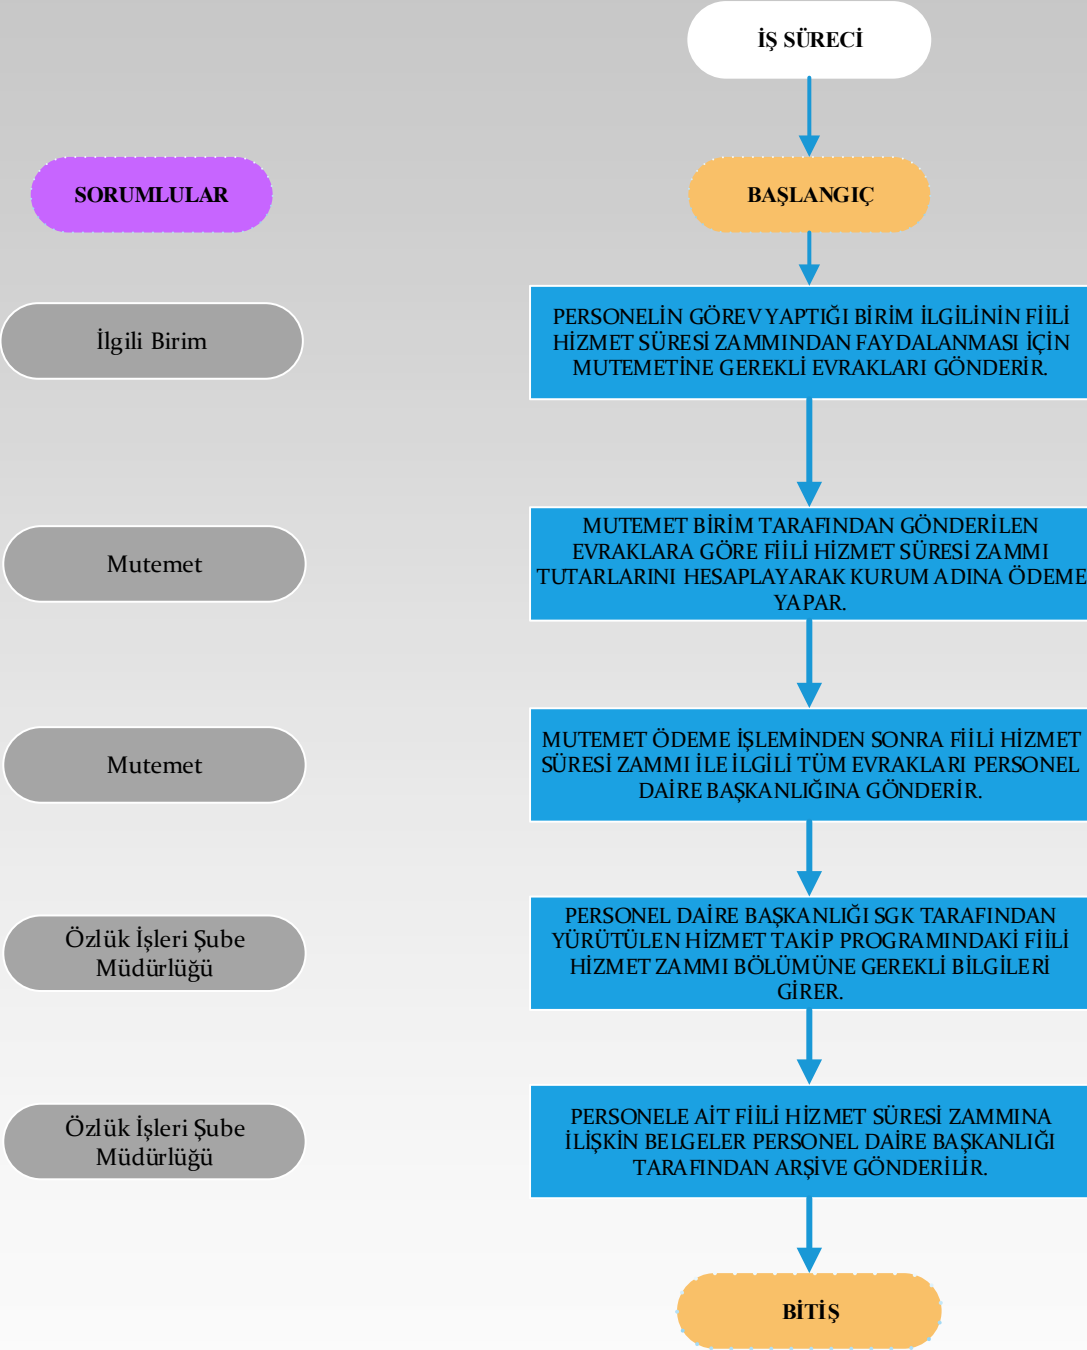 İŞ SÜRECİ
SORUMLULAR
BAŞLANGIÇ
İlgili Birim
PERSONELİN GÖREV YAPTIĞI BİRİM İLGİLİNİN FİİLİ
HİZMET SÜRESİ ZAMMINDAN FAYDALANMASI İÇİN
MUTEMETİNE GEREKLİ EVRAKLARI GÖNDERİR.
Mutemet
MUTEMET BİRİM TARAFINDAN GÖNDERİLEN
EVRAKLARA GÖRE FİİLİ HİZMET SÜRESİ ZAMMI
TUTARLARINI HESAPLAYARAK KURUM ADINA ÖDEME
YAPAR.
Mutemet
MUTEMET ÖDEME İŞLEMİNDEN SONRA FİİLİ HİZMET
SÜRESİ ZAMMI İLE İLGİLİ TÜM EVRAKLARI PERSONEL
DAİRE BAŞKANLIĞINA GÖNDERİR.
Özlük İşleri Şube
Müdürlüğü
PERSONEL DAİRE BAŞKANLIĞI SGK TARAFINDAN
YÜRÜTÜLEN HİZMET TAKİP PROGRAMINDAKİ FİİLİ
HİZMET ZAMMI BÖLÜMÜNE GEREKLİ BİLGİLERİ
GİRER.
Özlük İşleri Şube
Müdürlüğü
PERSONELE AİT FİİLİ HİZMET SÜRESİ ZAMMINA
İLİŞKİN BELGELER PERSONEL DAİRE BAŞKANLIĞI
TARAFINDAN ARŞİVE GÖNDERİLİR.
BİTİŞ